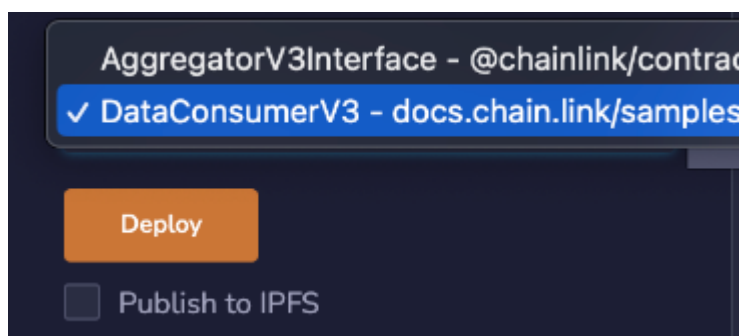 AggregatorV3Interface - @chainlink/contrac
✓ DataConsumerV3 - docs.chain.link/samples
Deploy
Publish to IPFS